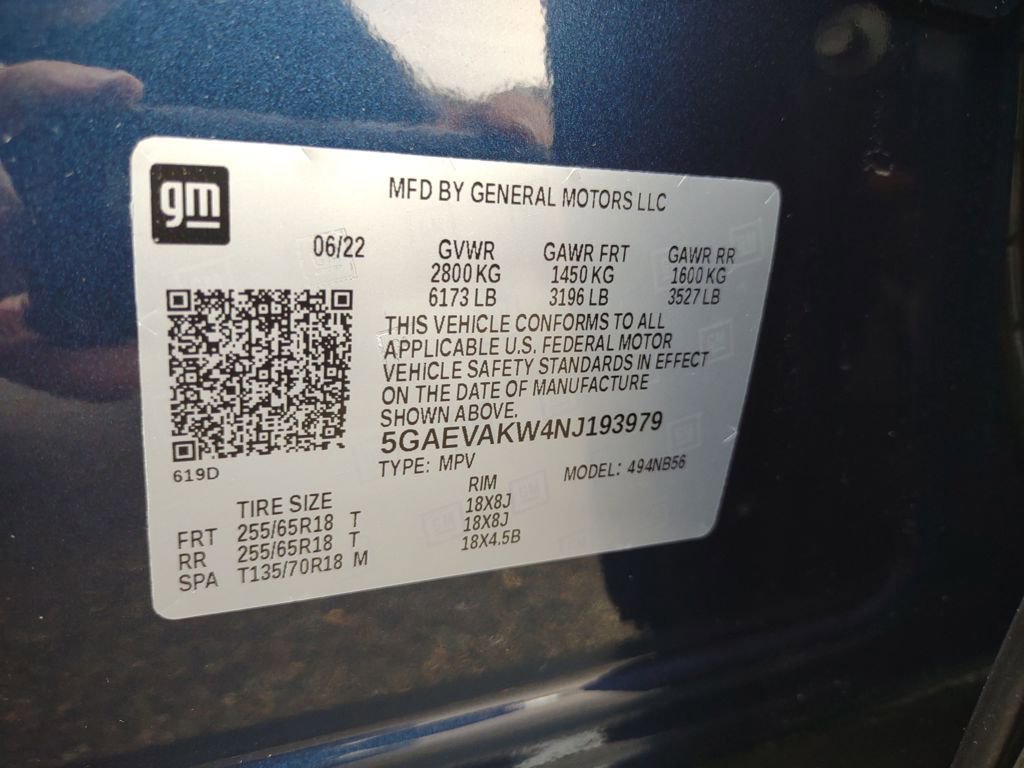 gm
MFD BY GENERAL MOTORS LLC
06/22
GVWR GAWR FRT GAWR RR
2800 KG 1450 KG 1600 KG
6173 LB 3196 LB 3527 LB
THIS VEHICLE CONFORMS TO ALL
APPLICABLE U.S. FEDERAL MOTOR
VEHICLE SAFETY STANDARDS IN EFFECT
ON THE DATE OF MANUFACTURE
SHOWN ABOVE.
5GAEVAKW4NJ193979
619D
TYPE: MPV MODEL: 494NB56
TIRE SIZE RIM
FRT 255/65R18 T 18X8J
RR 255/65R18 T 18X8J
SPA T135/70R18 M 18X4.5B